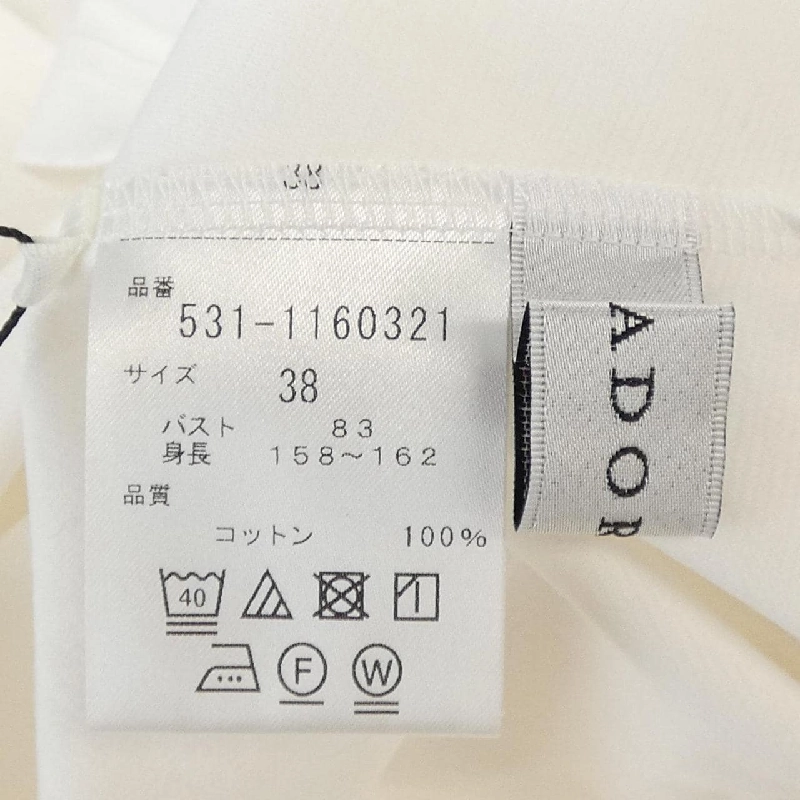 38
品番
531-1160321
サイズ 38
バスト 83
身長 158～162
品質
コットン 100%
40
F W
ADOR